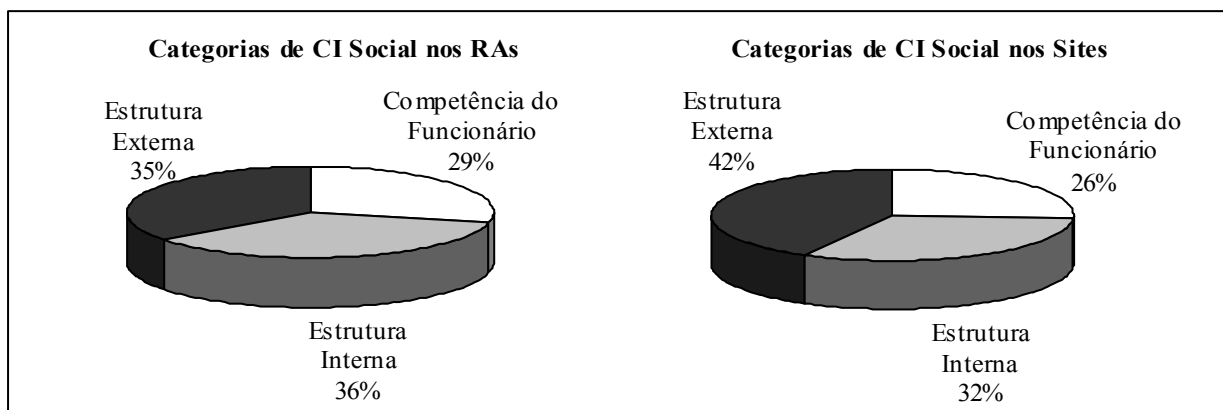 Categorias de CI Social nos RAs
Estrutura
Externa
35%
Competência do
Funcionário
29%
Estrutura
Interna
36%
Categorias de CI Social nos Sites
Estrutura
Externa
42%
Competência do
Funcionário
26%
Estrutura
Interna
32%